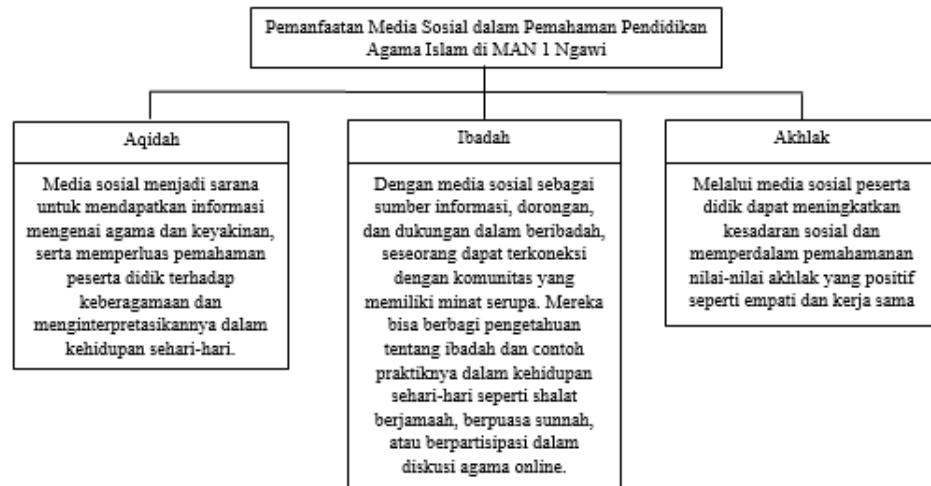 Pemanfaatan Media Sosial dalam Pemahaman Pendidikan
Agama Islam di MAN 1 Ngawi
Aqidah
Media sosial menjadi sarana
untuk mendapatkan informasi
mengenai agama dan keyakinan,
serta memperluas pemahaman
peserta didik terhadap
keberagamaan dan
menginterpretasikannya dalam
kehidupan sehari-hari.
Ibadah
Dengan media sosial sebagai
sumber informasi, dorongan,
dan dukungan dalam beribadah,
seseorang dapat terkoneksi
dengan komunitas yang
memiliki minat serupa. Mereka
bisa berbagi pengetahuan
tentang ibadah dan contoh
praktiknya dalam kehidupan
sehari-hari seperti shalat
berjamaah, berpuasa sunnah,
atau berpartisipasi dalam
diskusi agama online.
Akhlak
Melalui media sosial peserta
didik dapat meningkatkan
kesadaran sosial dan
memperdalam pemahamanan
nilai-nilai akhlak yang positif
seperti empati dan kerja sama